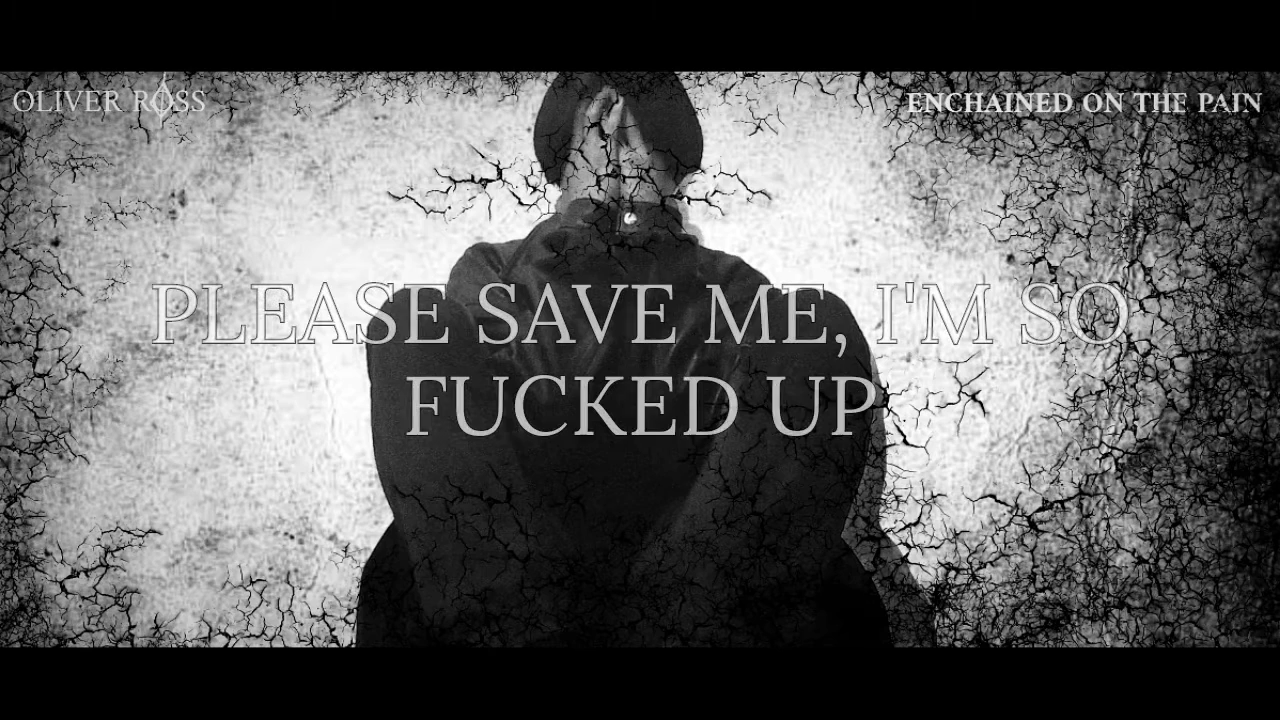 OLIVER ROSS
ENCHAINED ON THE PAIN
PLEASE SAVE ME, I'M SO
FUCKED UP